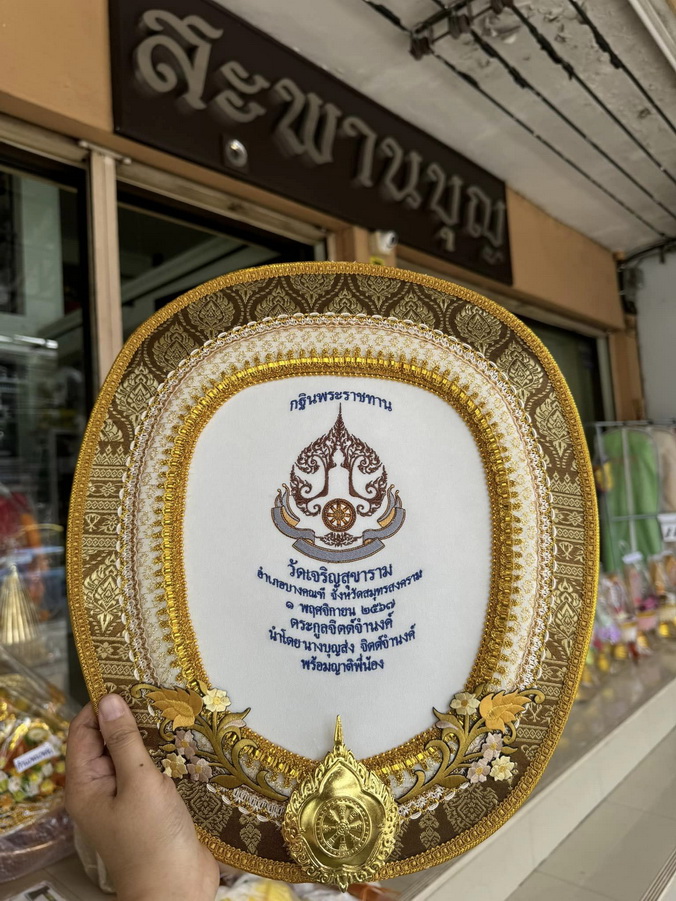 สะพานบุญ
กฐินพระราชทาน
วัดเจริญสุขาราม
อำเภอบางคณฑี จังหวัดสมุทรสงคราม
๑ พฤศจิกายน ๒๕๖๗
ตระกูลจิตต์จำนงค์
นำโดยนางบุญส่ง จิตต์จำนงค์
พร้อมญาติพี่น้อง